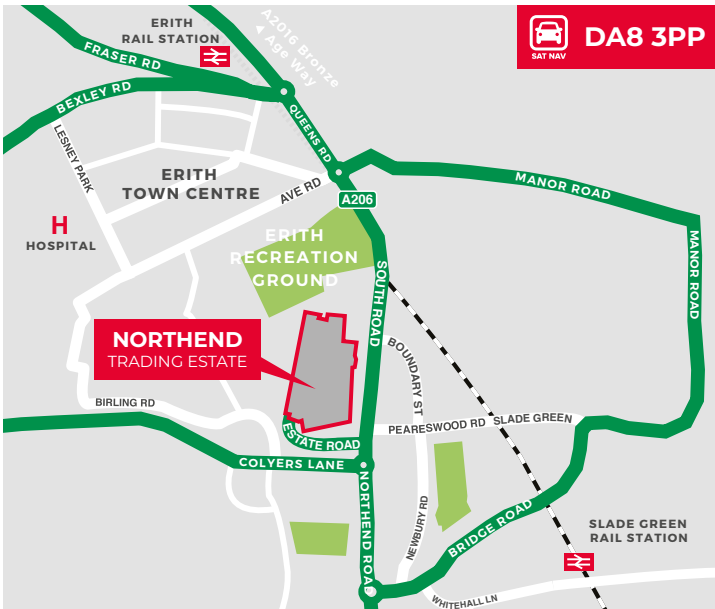 ERITH
RAIL STATION
A2016 Bronze
◄ Age Way
SAT NAV
DA8 3PP
FRASER RD
BEXLEY RD
QUEENS RD
LESNEY PARK
ERITH
TOWN CENTRE
AVE RD
A206
MANOR ROAD
MANOR ROAD
H
HOSPITAL
ERITH
RECREATION
GROUND
SOUTH ROAD
NORTHEND
TRADING ESTATE
BOUNDARY ST
BIRLING RD
PEARESWOOD RD
SLADE GREEN
ESTATE ROAD
COLYERS LANE
NORTHEND ROAD
NEWBURY RD
BRIDGE ROAD
SLADE GREEN
RAIL STATION
WHITEHALL LN